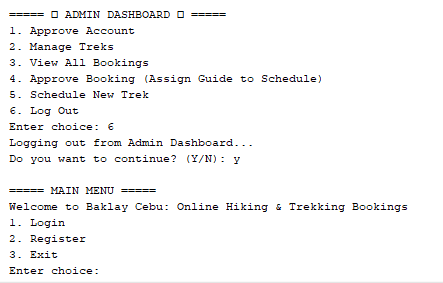 ===== □ ADMIN DASHBOARD □ =====
1. Approve Account
2. Manage Treks
3. View All Bookings
4. Approve Booking (Assign Guide to Schedule)
5. Schedule New Trek
6. Log Out
Enter choice: 6
Logging out from Admin Dashboard...
Do you want to continue? (Y/N): y

===== MAIN MENU =====
Welcome to Baklay Cebu: Online Hiking & Trekking Bookings
1. Login
2. Register
3. Exit
Enter choice: